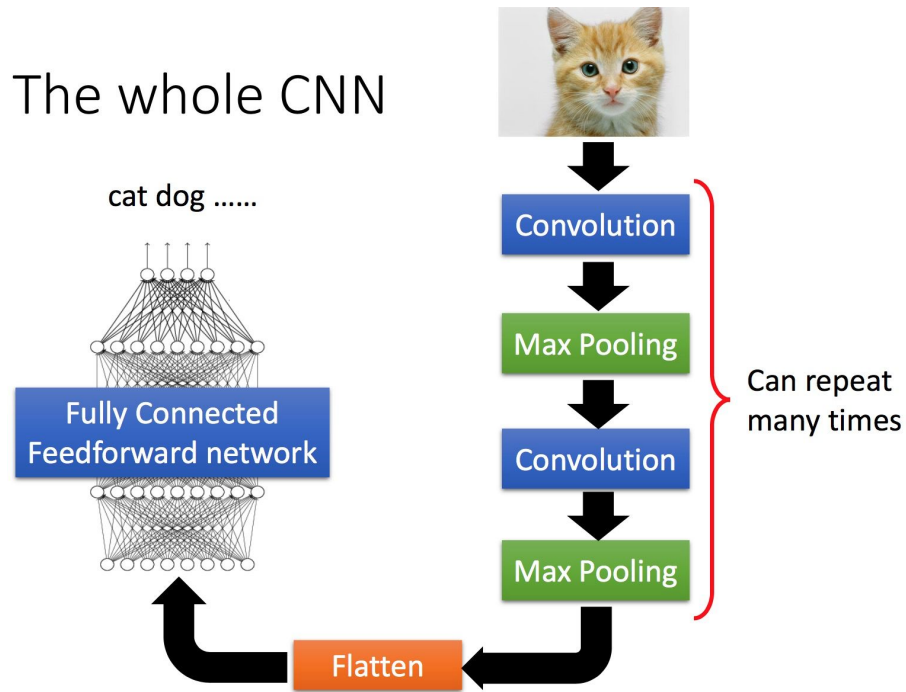 The whole CNN
cat dog ......
Convolution
Max Pooling
Convolution
Max Pooling
Can repeat
many times
Flatten
Fully Connected
Feedforward network